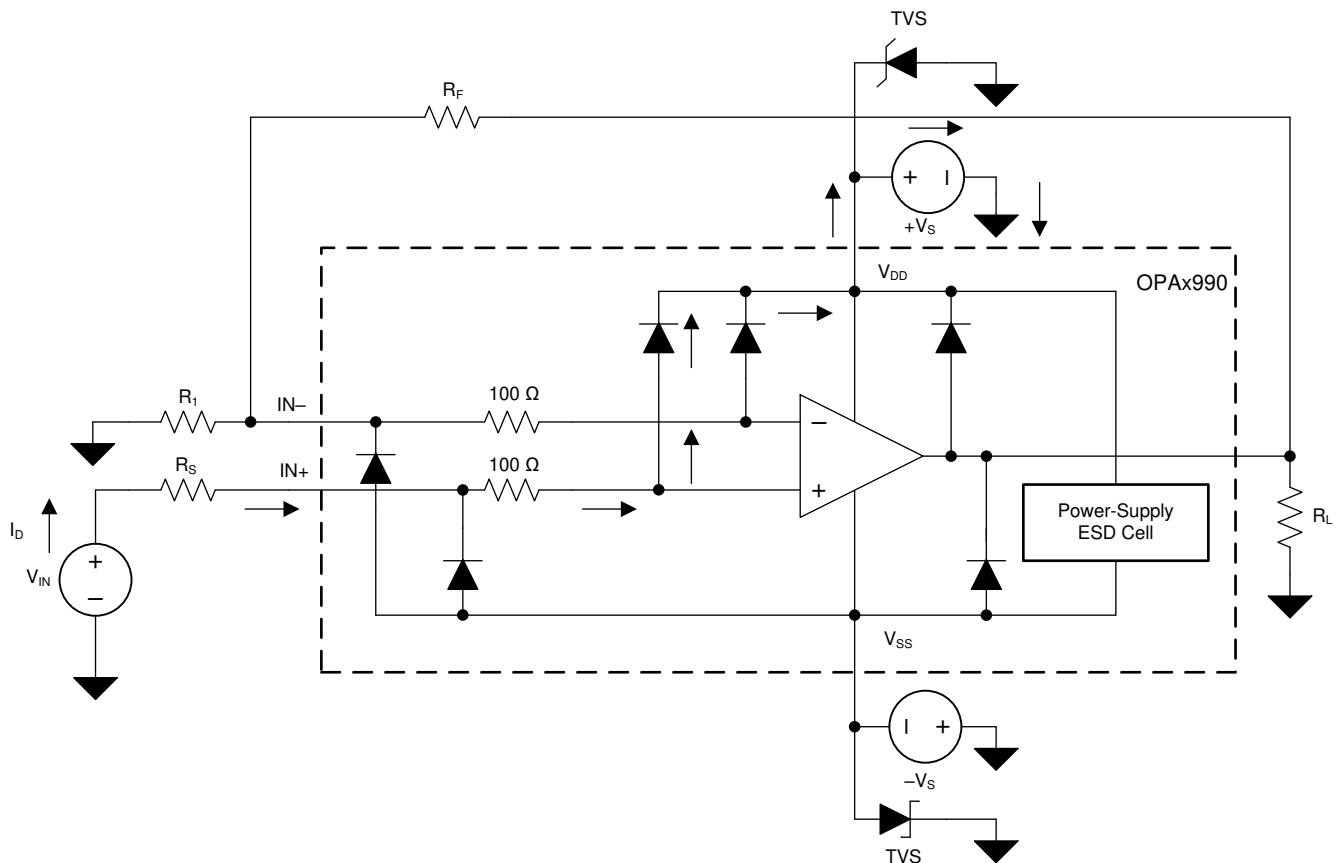 TVS
R_F
+ I
+V_S
V_DD
OPAx990
R_1
IN–
100 Ω
–
R_S
IN+
100 Ω
+
Power-Supply
ESD Cell
R_L
I_D
V_IN
+
–
V_SS
I +
–V_S
TVS